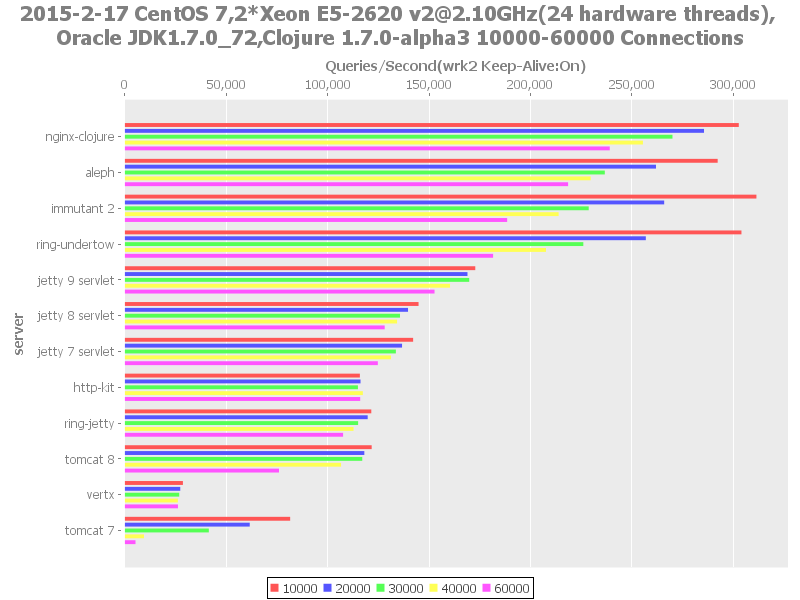 2015-2-17 CentOS 7,2*Xeon E5-2620 v2@2.10GHz(24 hardware threads),
Oracle JDK1.7.0_72,Clojure 1.7.0-alpha3 10000-60000 Connections
Queries/Second(wrk2 Keep-Alive:On)
0 50,000 100,000 150,000 200,000 250,000 300,000
nginx-clojure
aleph
immutant 2
ring-undertow
jetty 9 servlet
jetty 8 servlet
jetty 7 servlet
http-kit
ring-jetty
tomcat 8
vertx
tomcat 7
server
10000 20000 30000 40000 60000